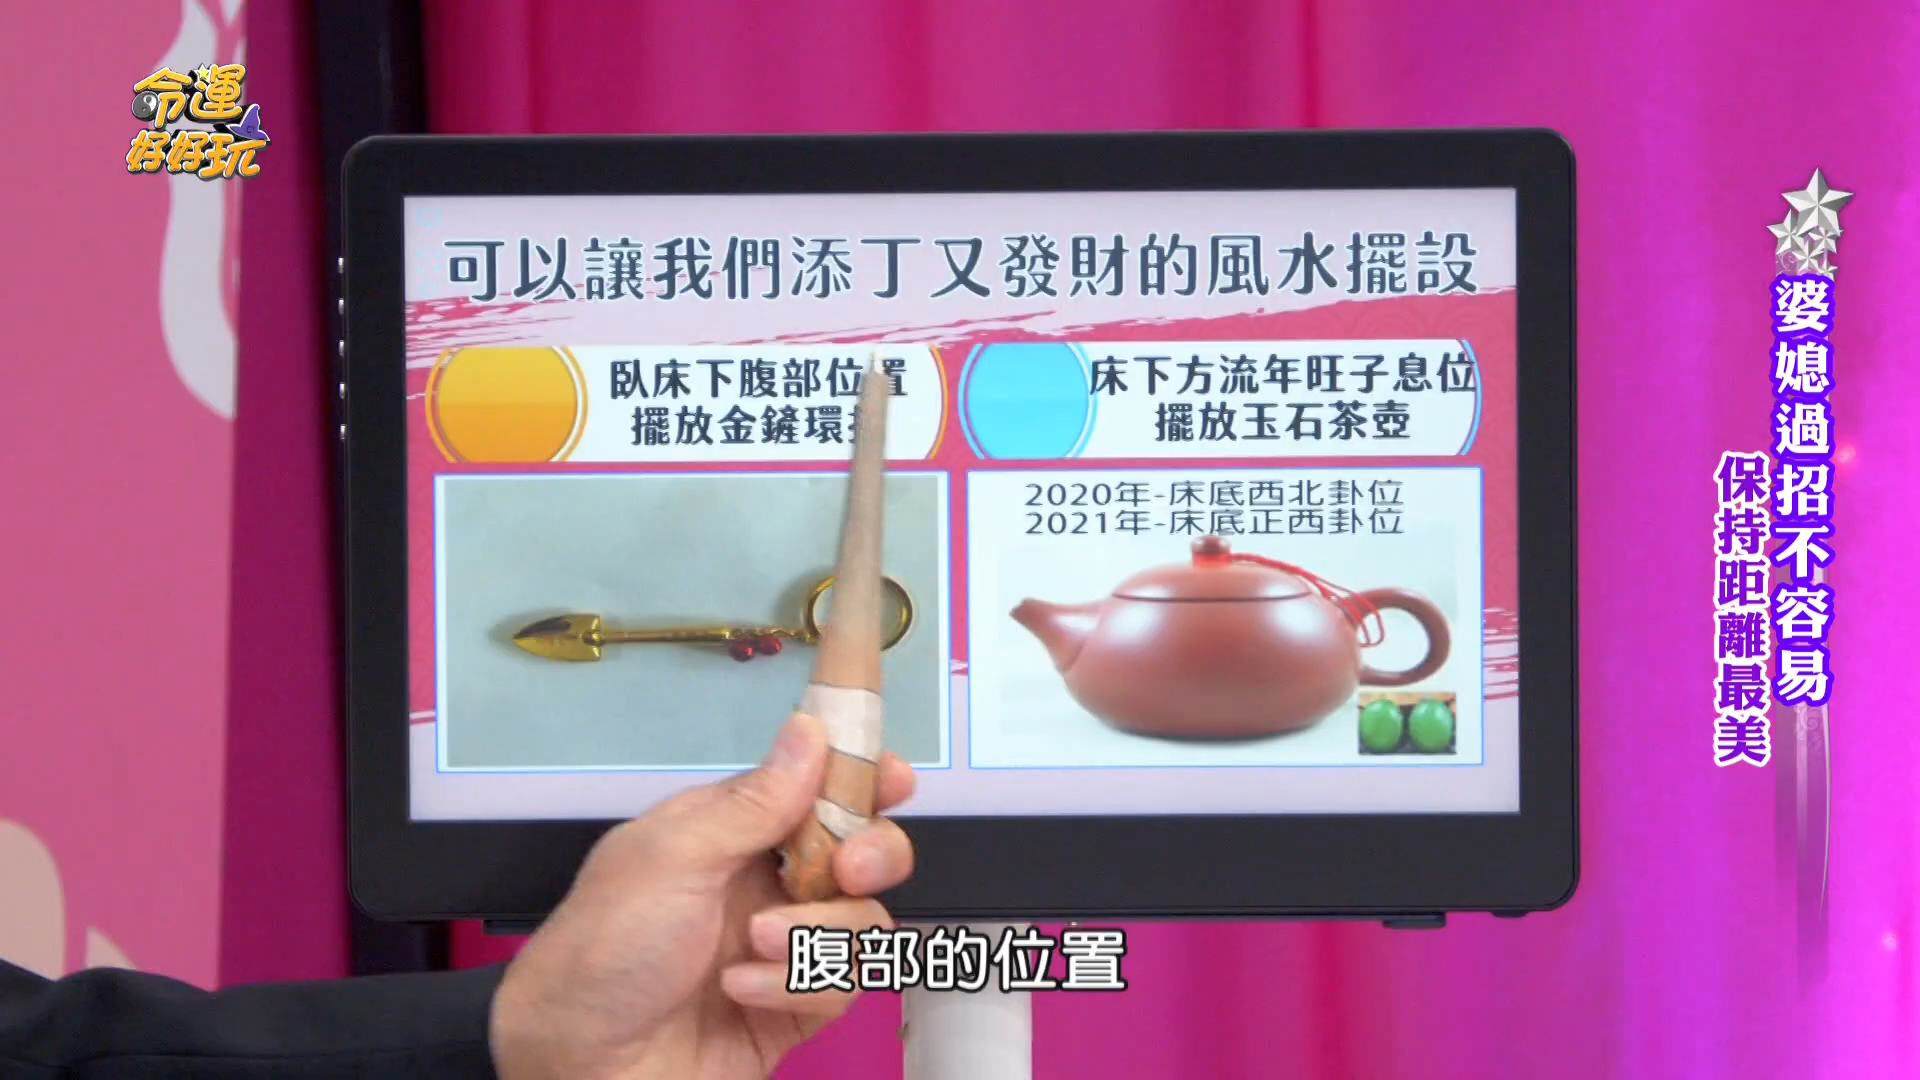 命運
好好玩
可以讓我們添丁又發財的風水擺設
臥床下腹部位置
擺放金鏟環
床下方流年旺子息位
擺放玉石茶壺
2020年-床底西北卦位
2021年-床底正西卦位
婆媳過招不容易
保持距離最美
腹部的位置